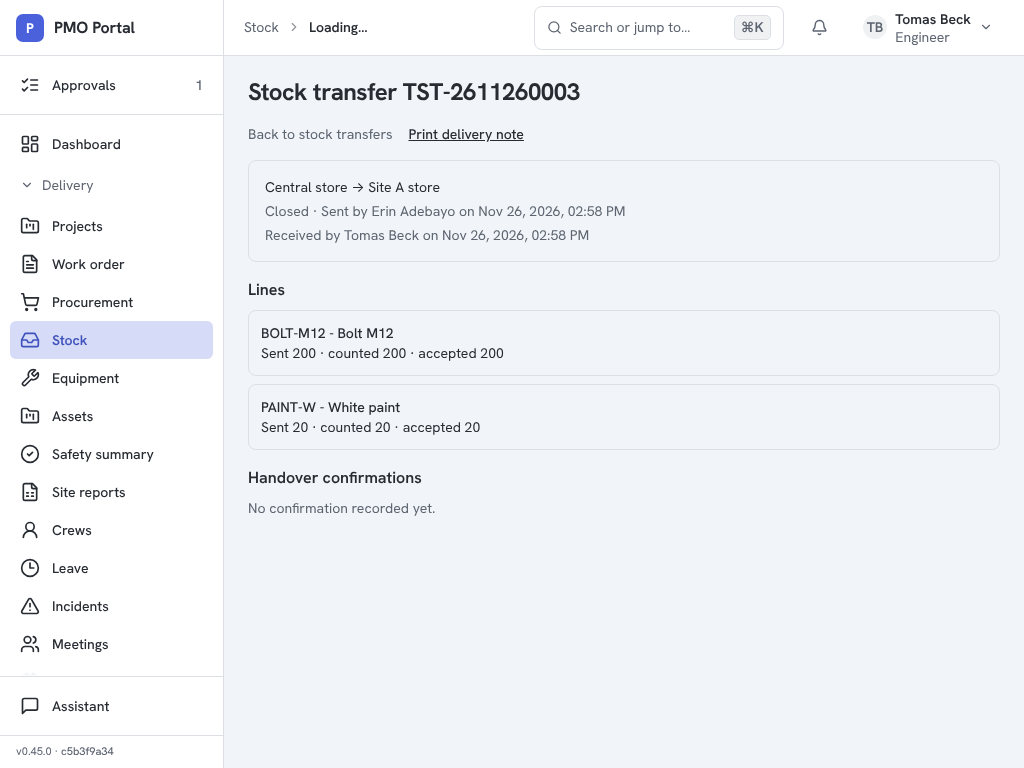 P
PMO Portal
Stock
Loading...
Search or jump to...
⌘K
TB
Tomas Beck
Engineer
Approvals
1
Dashboard
Delivery
Projects
Work order
Procurement
Stock
Equipment
Assets
Safety summary
Site reports
Crews
Leave
Incidents
Meetings
Assistant
v0.45.0 · c5b3f9a34
Stock transfer TST-2611260003
Back to stock transfers
Print delivery note
Central store → Site A store
Closed · Sent by Erin Adebayo on Nov 26, 2026, 02:58 PM
Received by Tomas Beck on Nov 26, 2026, 02:58 PM
Lines
BOLT-M12 - Bolt M12
Sent 200 · counted 200 · accepted 200
PAINT-W - White paint
Sent 20 · counted 20 · accepted 20
Handover confirmations
No confirmation recorded yet.